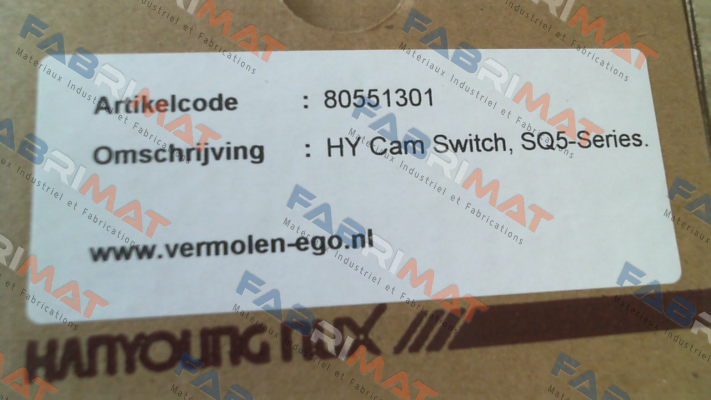 Artikelcode : 80551301
Omschrijving : HY Cam Switch, SQ5-Series.
www.vermolen-ego.nl
HANYOUNG NUX
FABRIMAT
Materiaux Industriel et Fabrications